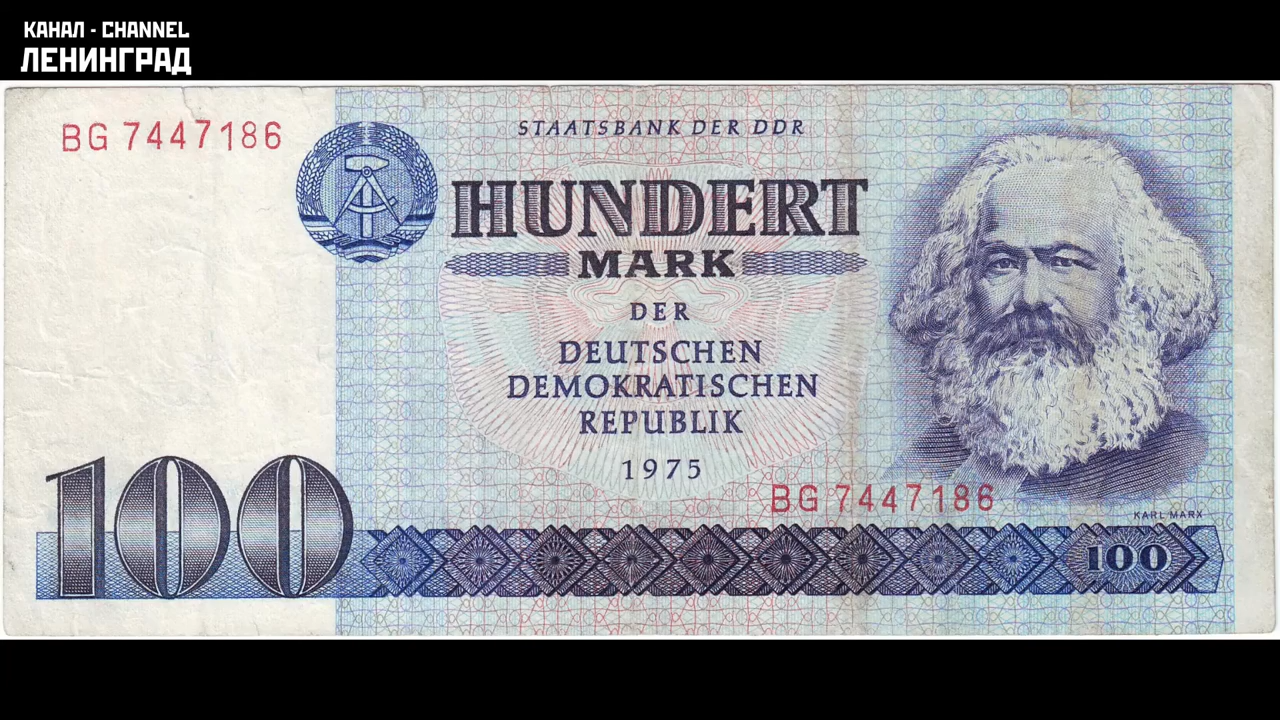 КАНАЛ - CHANNEL
ЛЕНИНГРАД
BG 7447186
STAATSBANK DER DDR
HUNDERT
MARK
DER
DEUTSCHEN
DEMOKRATISCHEN
REPUBLIK
1975
BG 7447186
KARL MARX
100
100